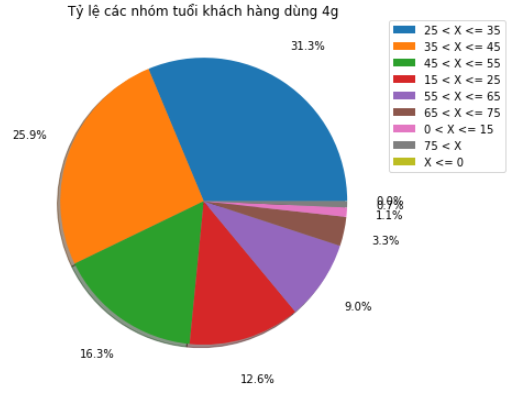 Tỷ lệ các nhóm tuổi khách hàng dùng 4g
31.3%
25.9%
16.3%
12.6%
9.0%
3.3%
1.1%
0.7%
0.0%
25 < X <= 35
35 < X <= 45
45 < X <= 55
15 < X <= 25
55 < X <= 65
65 < X <= 75
0 < X <= 15
75 < X
X <= 0